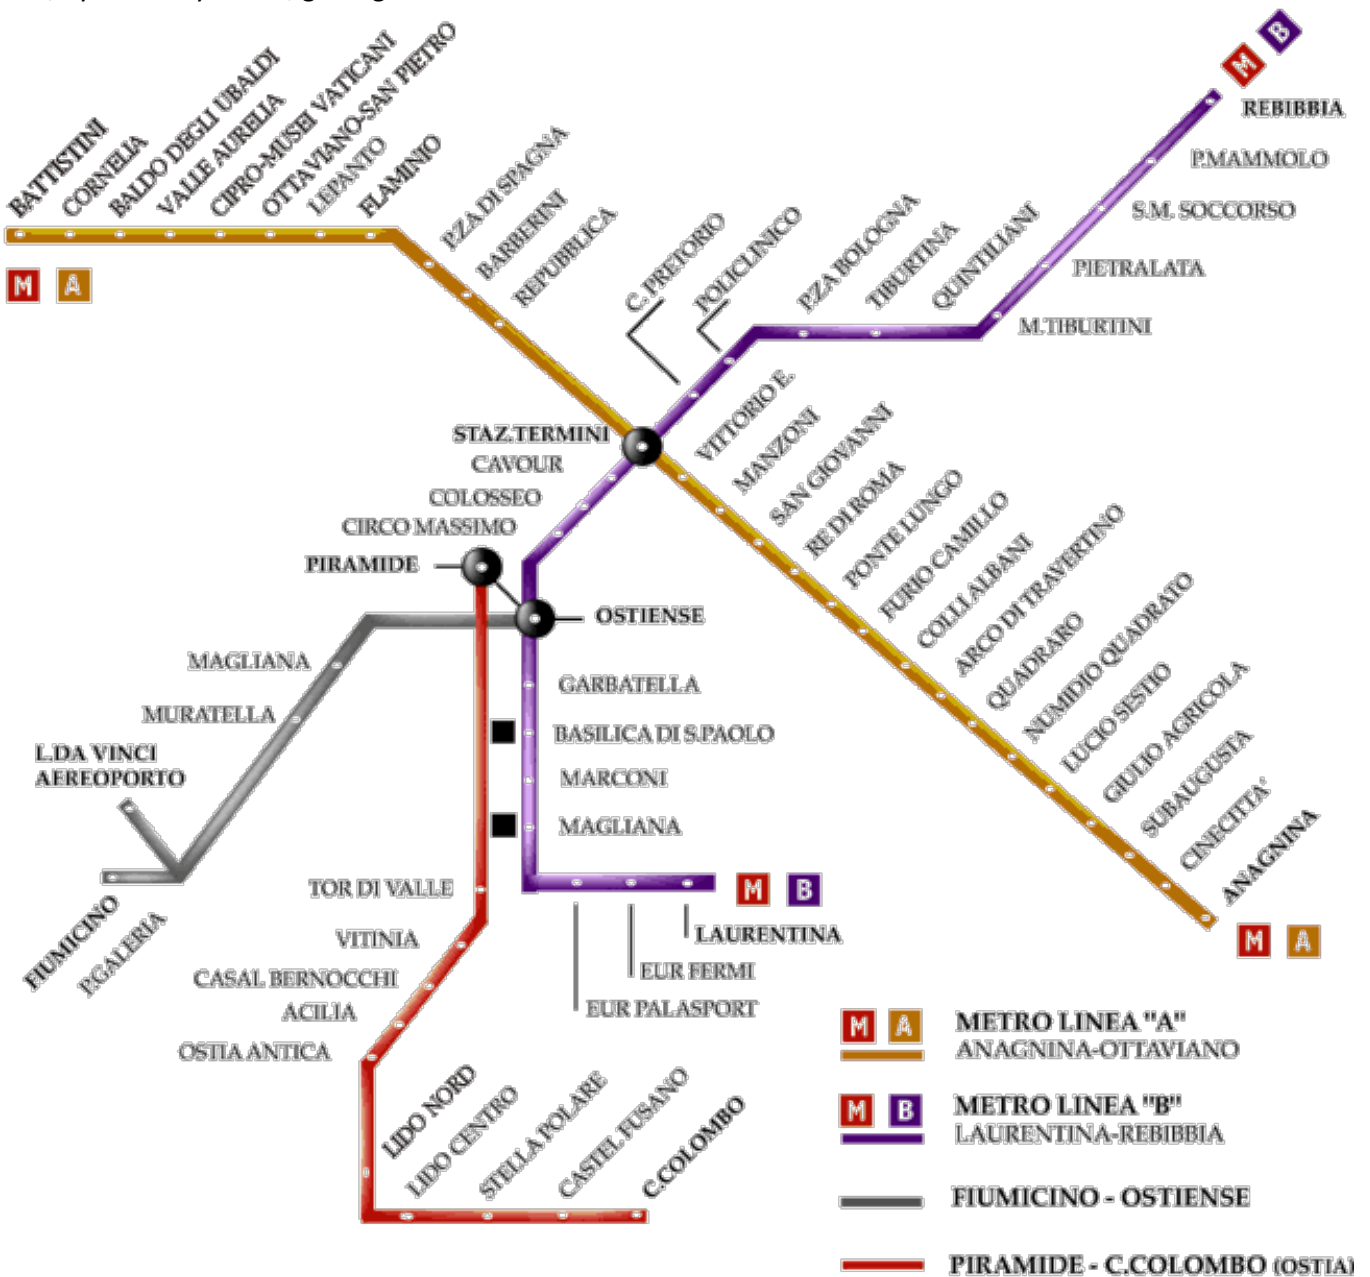 BATTISTINI
CORNELIA
BALDO DEGLI UBALDI
VALLE AURELIA
CIPRO-MUSEI VATICANI
OTTAVIANO-SAN PIETRO
LEPANTO
FLAMINIO
P.ZA DI SPAGNA
BARBERINI
REPUBBLICA
M A
C. PRETORIO
POLICLINICO
P.ZA BOLOGNA
TIBURTINA
QUINTILIANI
M B
REBIBBIA
P.MAMMOLO
S.M. SOCCORSO
PIETRALATA
M.TIBURTINI
STAZ.TERMINI
CAVOUR
COLOSSEO
CIRCO MASSIMO
PIRAMIDE
OSTIENSE
VITTORIO E.
MANZONI
SAN GIOVANNI
RE DI ROMA
PONTE LUNGO
FURIO CAMILLO
COLLI ALBANI
ARCO DI TRAVERTINO
QUADRARO
NUMIDIO QUADRATO
LUCIO SESTIO
GIULIO AGRICOLA
SUBAUGUSTA
CINECITTA'
ANAGNINA
M A
MAGLIANA
MURATELLA
L.DA VINCI
AEREOPORTO
FIUMICINO
P.GALERIA
GARBATELLA
BASILICA DI S.PAOLO
MARCONI
MAGLIANA
M B
LAURENTINA
EUR FERMI
EUR PALASPORT
TOR DI VALLE
VITINIA
CASAL BERNOCCHI
ACILIA
OSTIA ANTICA
LIDO NORD
LIDO CENTRO
STELLA POLARE
CASTEL FUSANO
C.COLOMBO
M A METRO LINEA "A"
ANAGNINA-OTTAVIANO
M B METRO LINEA "B"
LAURENTINA-REBIBBIA
FIUMICINO - OSTIENSE
PIRAMIDE - C.COLOMBO (OSTIA)